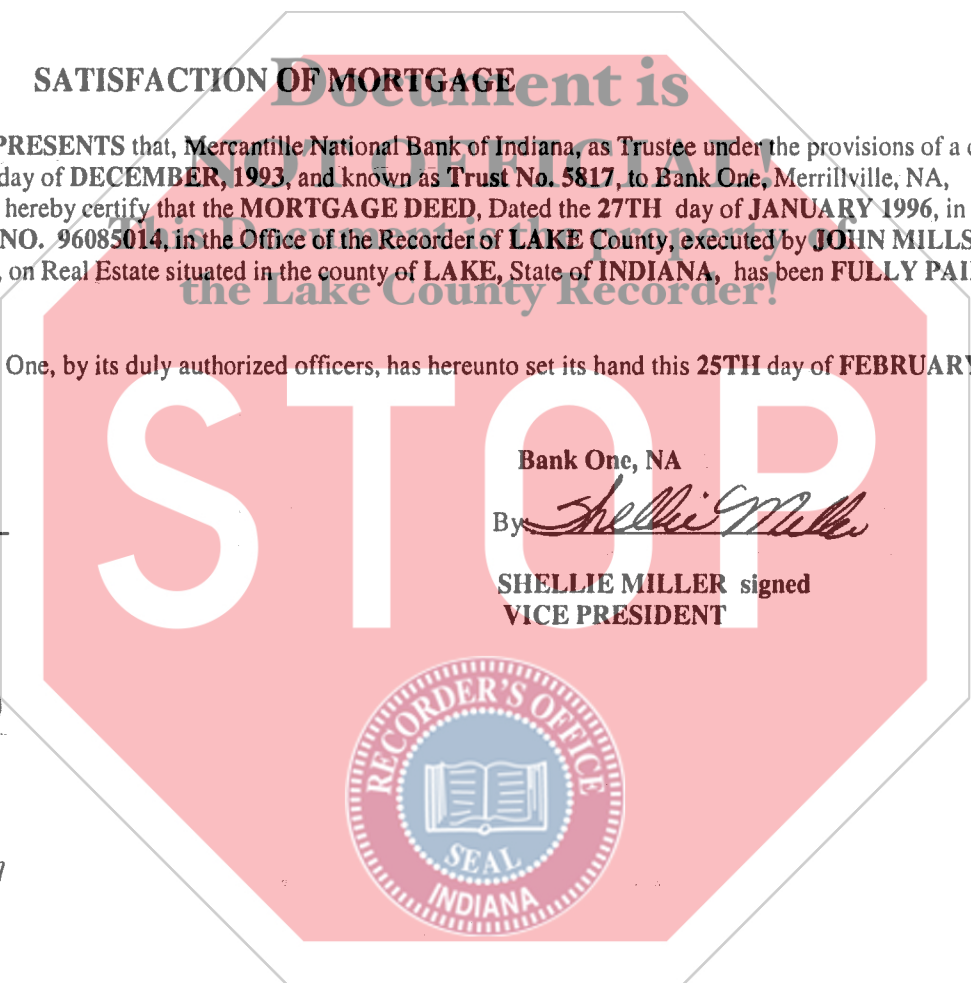 SATISFACTION OF MORTGAGE
Document is
PRESENTS that, Mercantille National Bank of Indiana, as Trustee under the provisions of a
NOT OFFICIAL!
day of DECEMBER, 1993, and known as Trust No. 5817, to Bank One, Merrillville, NA,
hereby certify that the MORTGAGE DEED, Dated the 27TH day of JANUARY 1996, in
This Document is the property of
NO. 96085014, in the Office of the Recorder of LAKE County, executed by JOHN MILLS
, on Real Estate situated in the county of LAKE, State of INDIANA, has been FULLY PAI
the Lake County Recorder!
One, by its duly authorized officers, has hereunto set its hand this 25TH day of FEBRUARY
STOP
Bank One, NA
By Shellie Miller
SHELLIE MILLER signed
VICE PRESIDENT
RECORDER'S OFFICE
SEAL
INDIANA